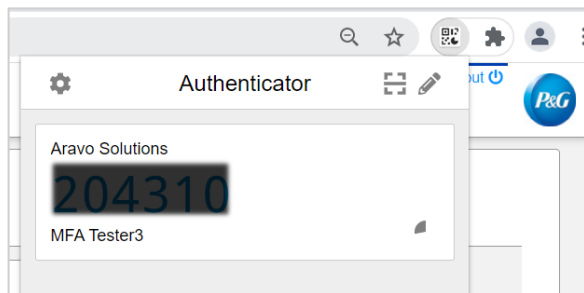 Authenticator
out
P&G
Aravo Solutions
204310
MFA Tester3